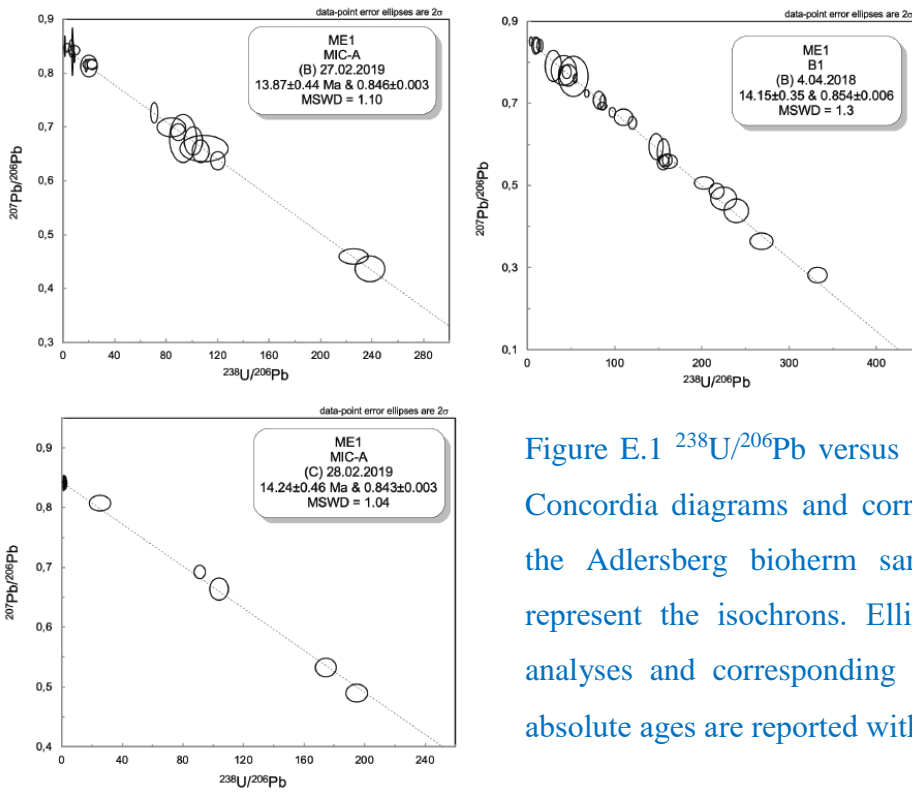 data-point error ellipses are 2σ
ME1
MIC-A
(B) 27.02.2019
13.87±0.44 Ma & 0.846±0.003
MSWD = 1.10
0,9
0,8
0,7
0,6
0,5
0,4
0,3
²⁰⁷Pb/²⁰⁶Pb
0 40 80 120 160 200 240 280
²³⁸U/²⁰⁶Pb
data-point error ellipses are 2σ
ME1
B1
(B) 4.04.2018
14.15±0.35 & 0.854±0.006
MSWD = 1.3
0,9
0,7
0,5
0,3
0,1
²⁰⁷Pb/²⁰⁶Pb
0 100 200 300 400
²³⁸U/²⁰⁶Pb
data-point error ellipses are 2σ
ME1
MIC-A
(C) 28.02.2019
14.24±0.46 Ma & 0.843±0.003
MSWD = 1.04
0,9
0,8
0,7
0,6
0,5
0,4
²⁰⁷Pb/²⁰⁶Pb
0 40 80 120 160 200 240
²³⁸U/²⁰⁶Pb
Figure E.1 ²³⁸U/²⁰⁶Pb versus
Concordia diagrams and corr
the Adlersberg bioherm sar
represent the isochrons. Elli
analyses and corresponding
absolute ages are reported with